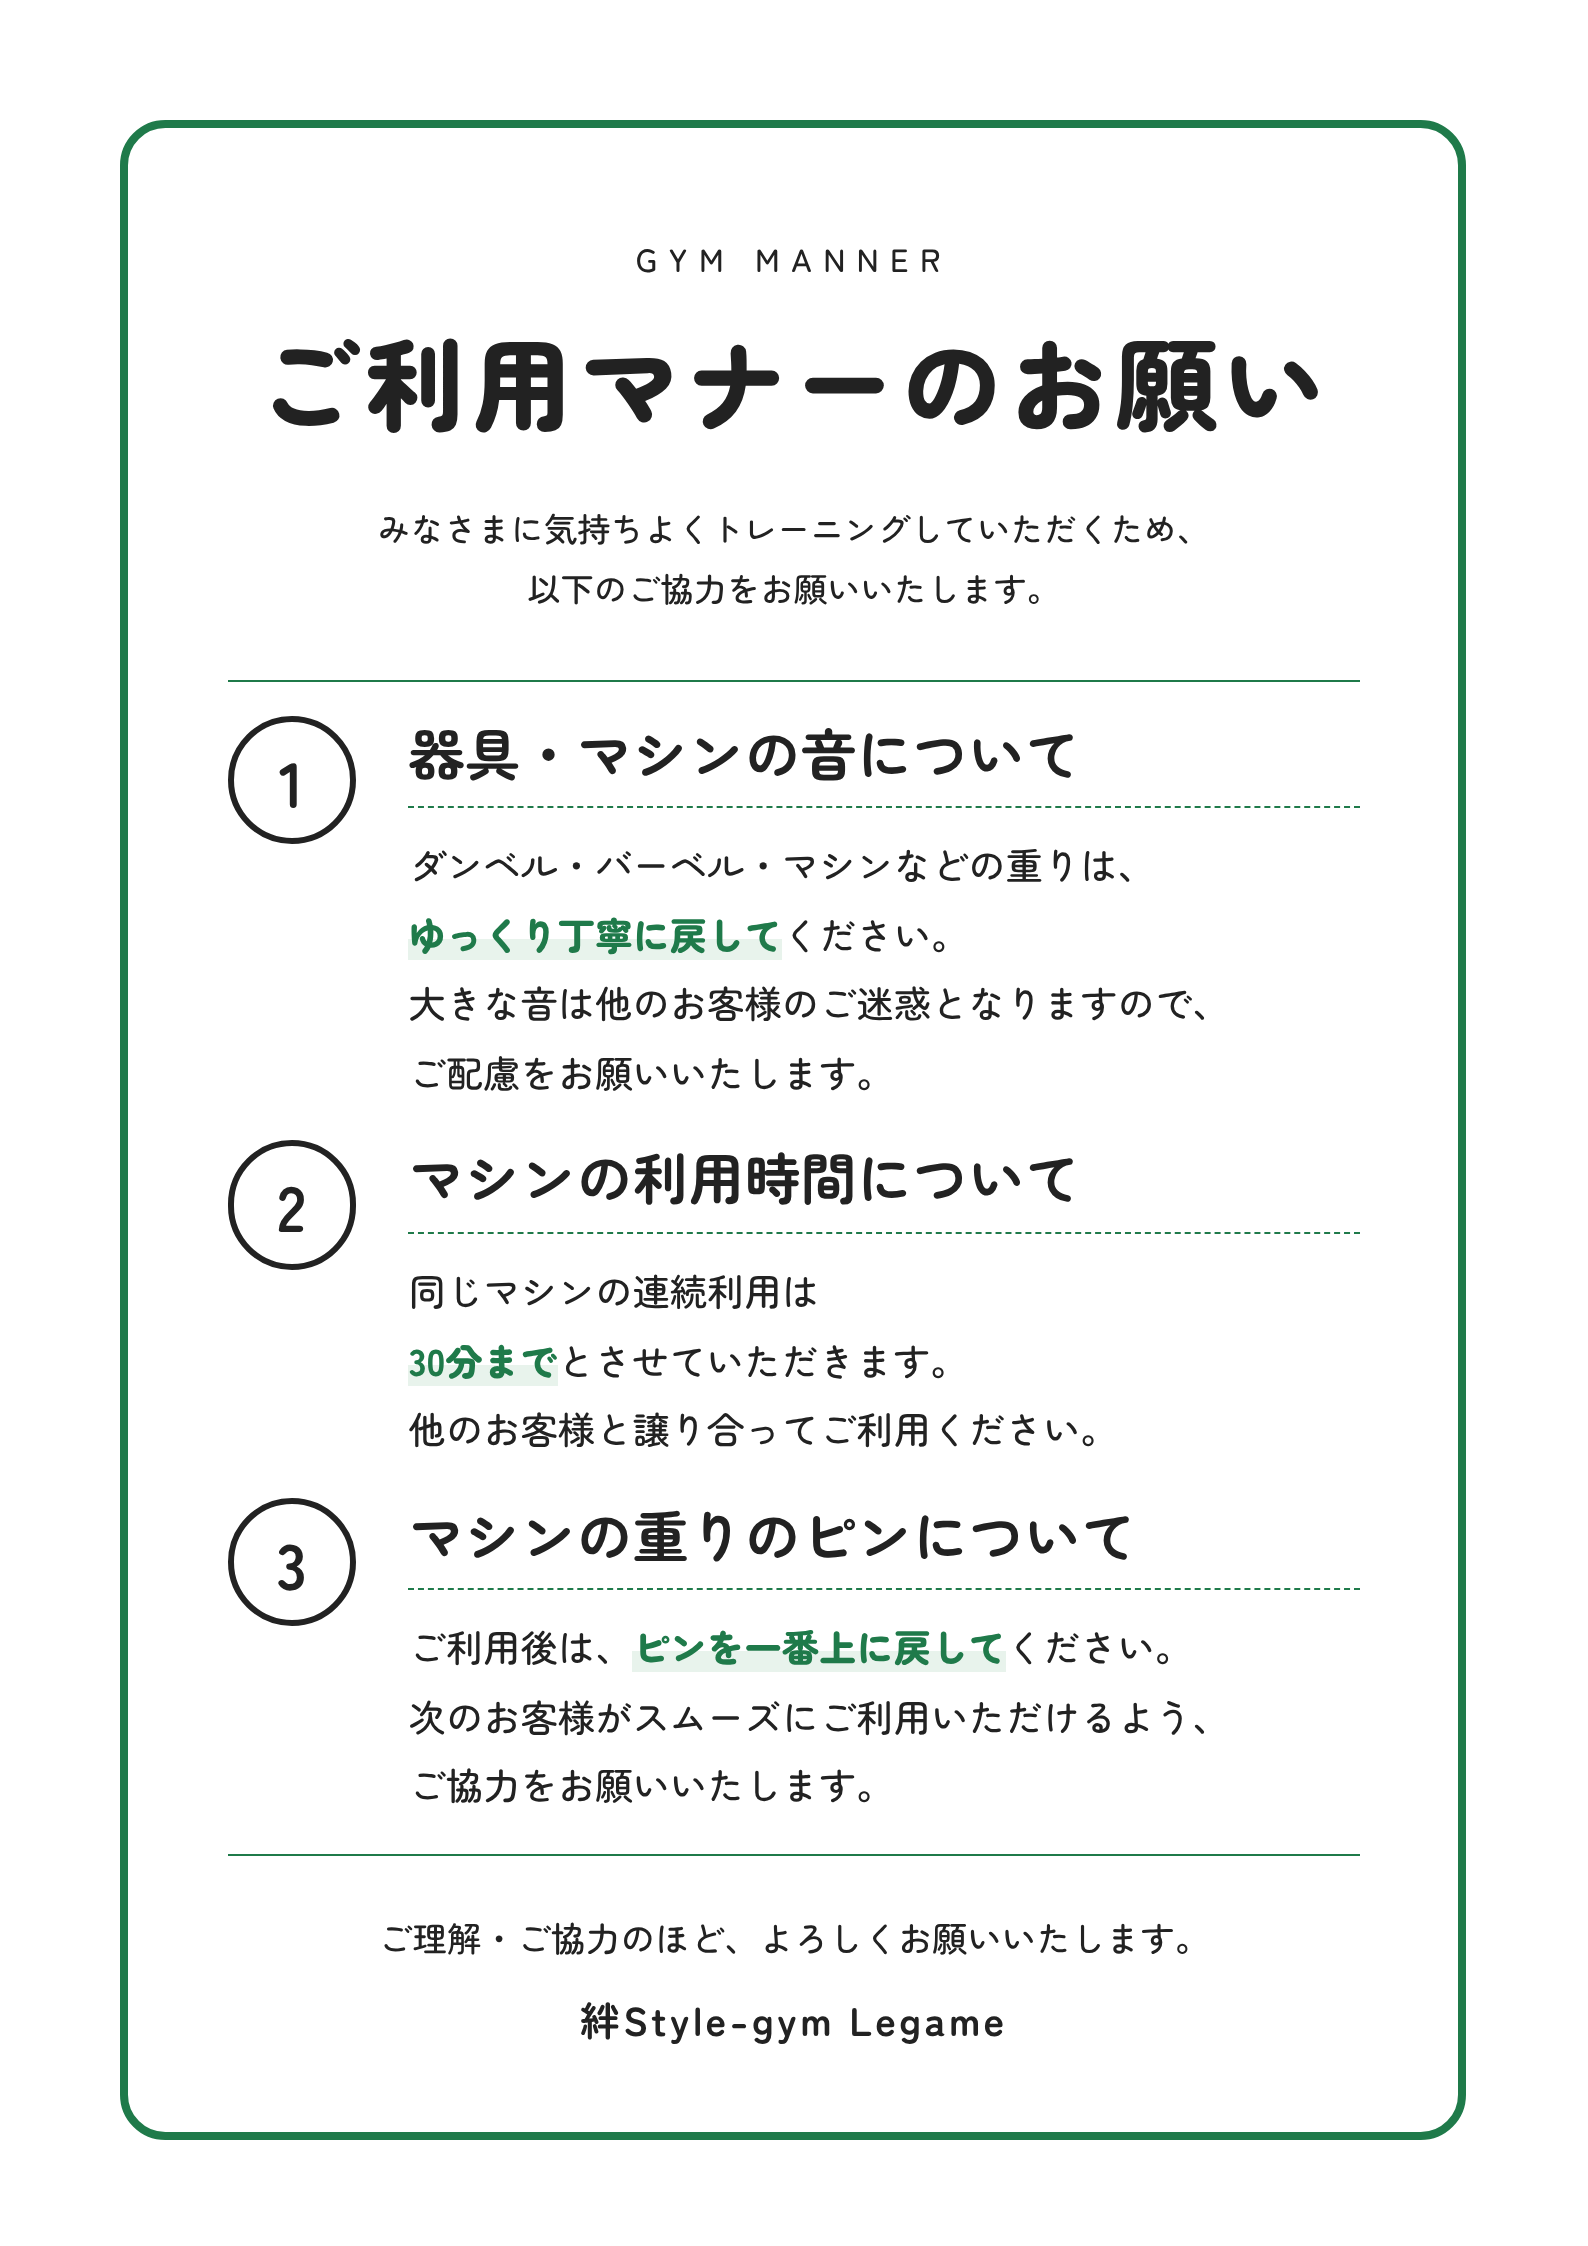 GYM MANNER
ご利用マナーのお願い
みなさまに気持ちよくトレーニングしていただくため、
以下のご協力をお願いいたします。
1
器具・マシンの音について
ダンベル・バーベル・マシンなどの重りは、
ゆっくり丁寧に戻してください。
大きな音は他のお客様のご迷惑となりますので、
ご配慮をお願いいたします。
2
マシンの利用時間について
同じマシンの連続利用は
30分までとさせていただきます。
他のお客様と譲り合ってご利用ください。
3
マシンの重りのピンについて
ご利用後は、ピンを一番上に戻してください。
次のお客様がスムーズにご利用いただけるよう、
ご協力をお願いいたします。
ご理解・ご協力のほど、よろしくお願いいたします。
絆Style-gym Legame